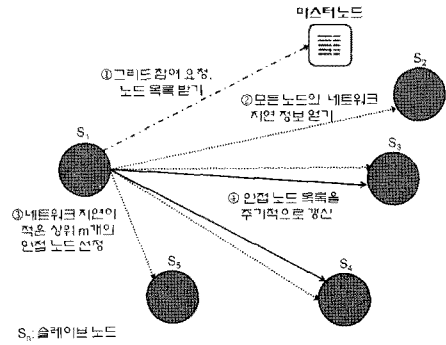 마스터 노드
①그리드 참여 요청,
노드 목록 받기
S₂
②모든 노드의 네트워크
지연 정보 얻기
S₁
S₃
④ 인접 노드 목록을
주기적으로 갱신
③네트워크 지연이
적은 상위 m개의
인접 노드 선정
S₅
S₄
Sₙ: 슬레이브 노드